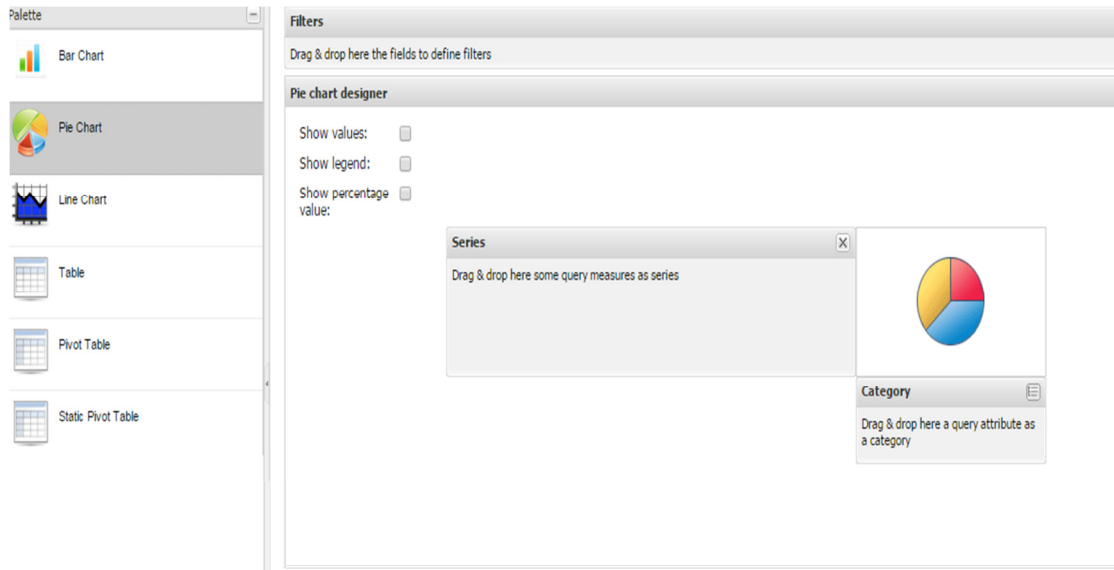 Palette
Bar Chart
Pie Chart
Line Chart
Table
Pivot Table
Static Pivot Table
Filters
Drag & drop here the fields to define filters
Pie chart designer
Show values:
Show legend:
Show percentage
value:
Series
Drag & drop here some query measures as series
Category
Drag & drop here a query attribute as
a category